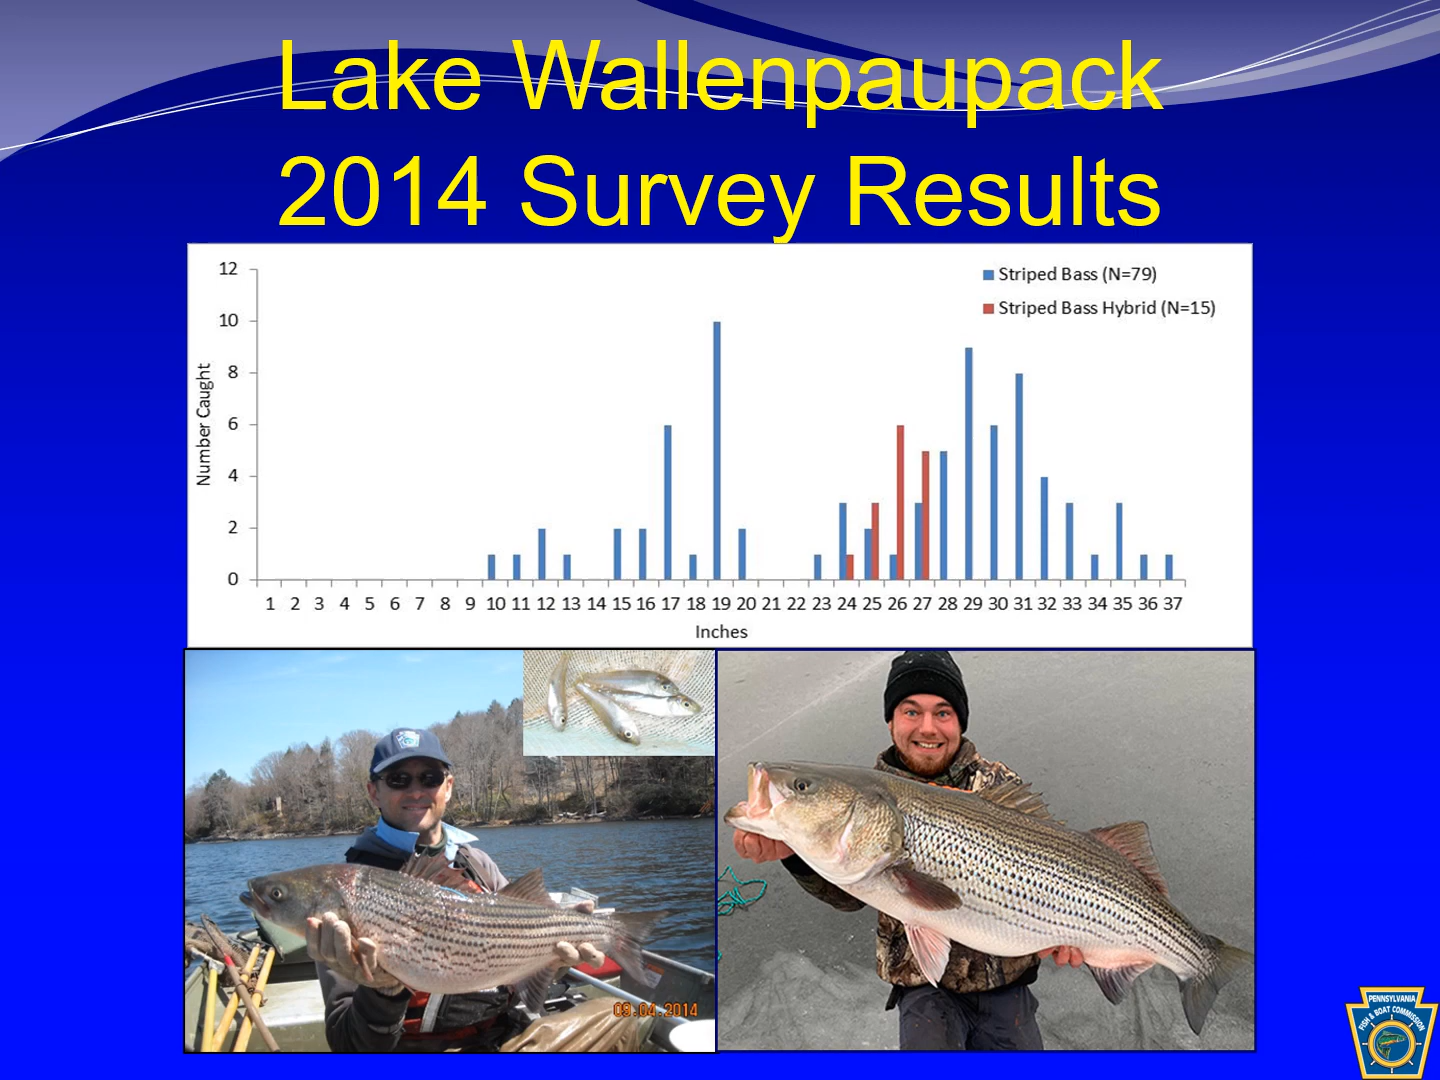 Lake Wallenpaupack
2014 Survey Results
Striped Bass (N=79)
Striped Bass Hybrid (N=15)
Number Caught
12
10
8
6
4
2
0
1 2 3 4 5 6 7 8 9 10 11 12 13 14 15 16 17 18 19 20 21 22 23 24 25 26 27 28 29 30 31 32 33 34 35 36 37
Inches
09.04.2014
PENNSYLVANIA
FISH & BOAT COMMISSION